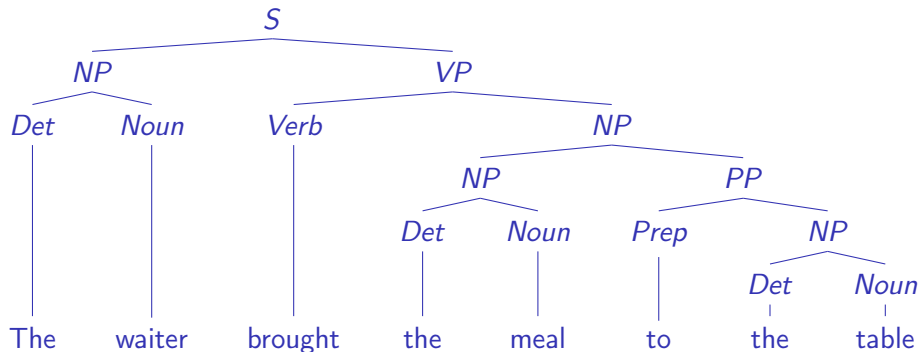 S
NP VP
Det Noun Verb NP
NP PP
Det Noun Prep NP
Det Noun
The waiter brought the meal to the table